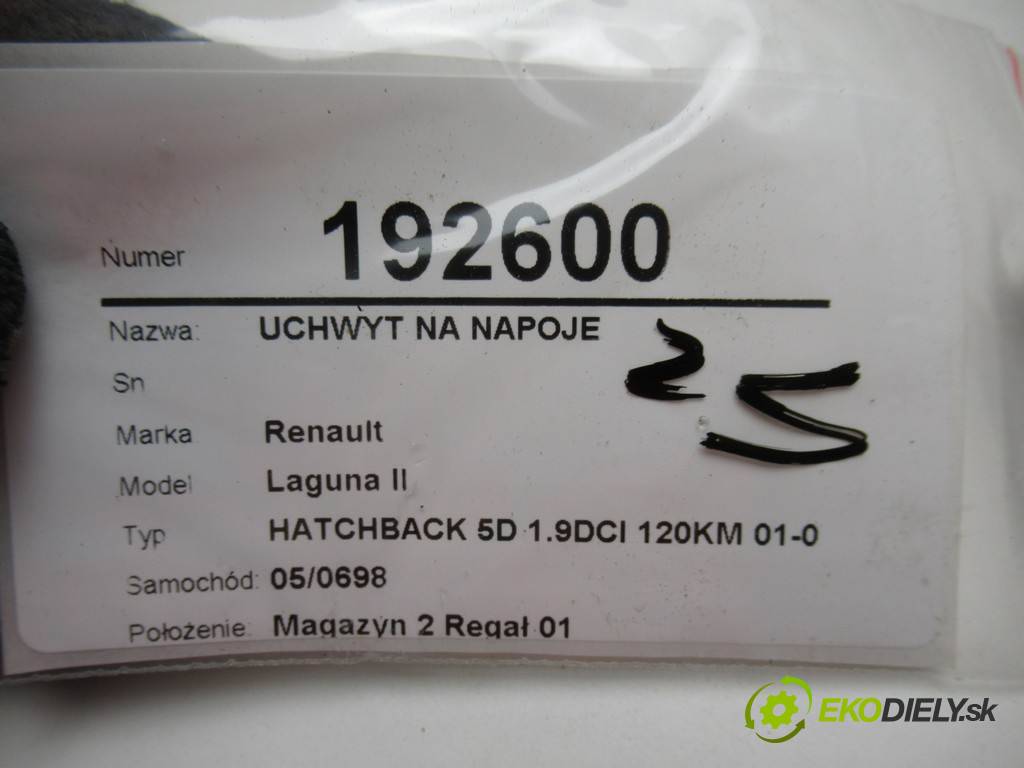 Numer 192600
Nazwa: UCHWYT NA NAPOJE
Sn
25
Marka Renault
Model Laguna II
Typ HATCHBACK 5D 1.9DCI 120KM 01-0
Samochód: 05/0698
Położenie: Magazyn 2 Regał 01
EKODIELY.sk